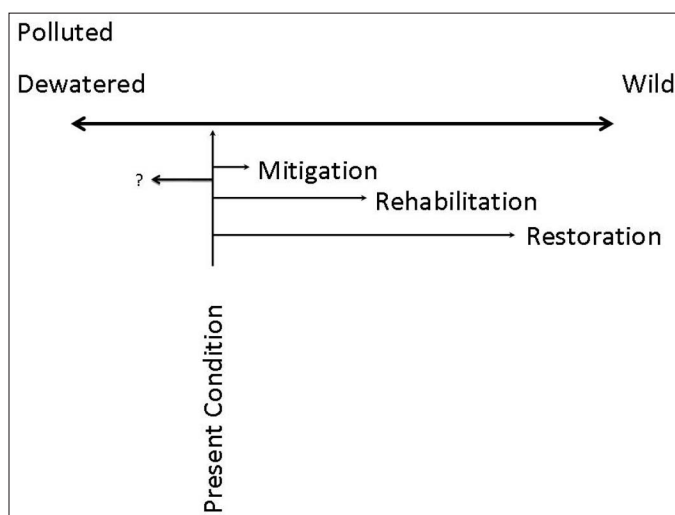 Polluted
Dewatered
Wild
Mitigation
?
Rehabilitation
Restoration
Present Condition